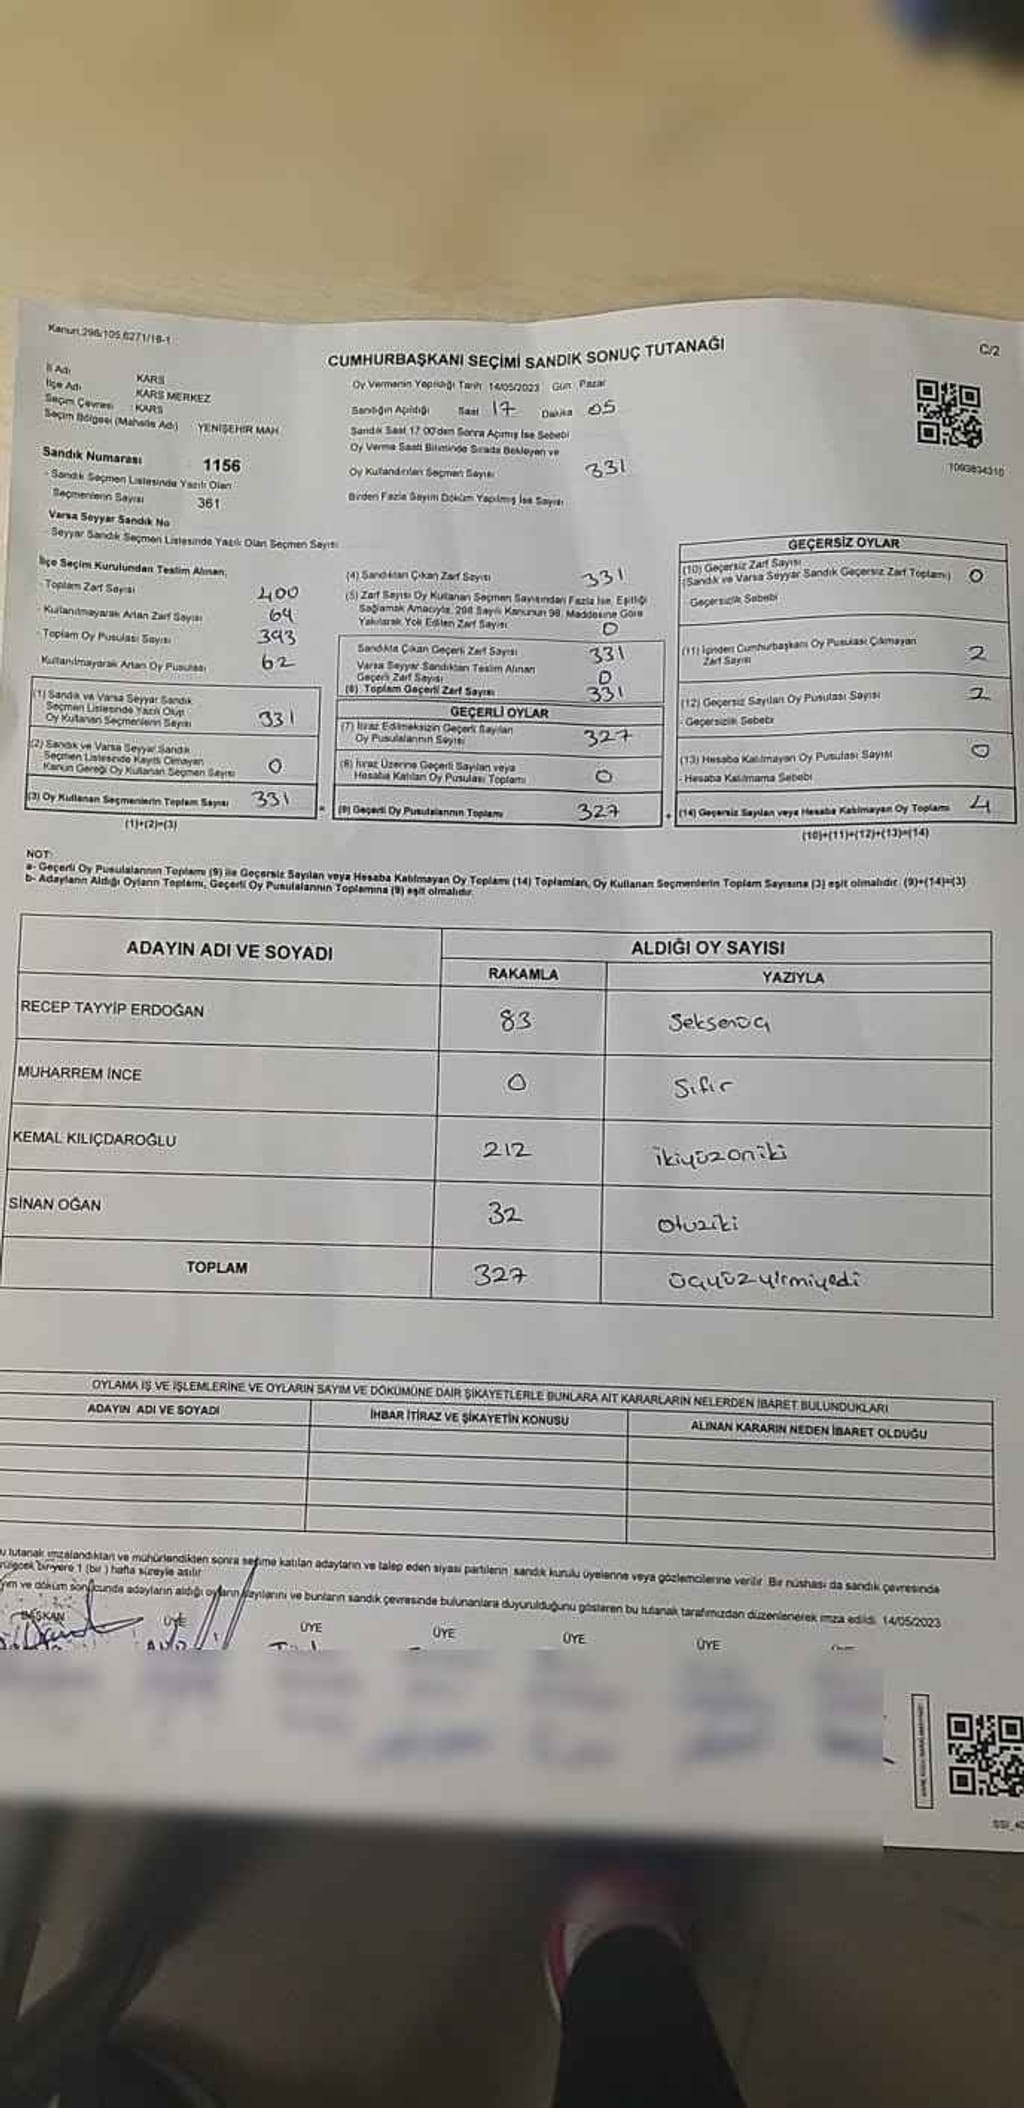 Kanun.298/105,6271/18-1
CUMHURBAŞKANI SEÇİMİ SANDIK SONUÇ TUTANAĞI
C/2
İl Adı KARS
İlçe Adı KARS MERKEZ
Seçim Çevresi KARS
Seçim Bölgesi (Mahalle Adı) YENİŞEHİR MAH.
Oy Vermenin Yapıldığı Tarih 14/05/2023 Gün Pazar
Sandığın Açıldığı Saat 17 Dakika 05
Sandık Saat 17:00'den Sonra Açılmış İse Sebebi
Oy Verme Saati Bitiminde Sırada Bekleyen ve
Oy Kullandırılan Seçmen Sayısı 331
Birden Fazla Sayım Döküm Yapılmış İse Sayısı
1093834310
Sandık Numarası 1156
- Sandık Seçmen Listesinde Yazılı Olan
Seçmenlerin Sayısı 361
Varsa Seyyar Sandık No
Seyyar Sandık Seçmen Listesinde Yazılı Olan Seçmen Sayısı
İlçe Seçim Kurulundan Teslim Alınan;
Toplam Zarf Sayısı 400
Kullanılmayarak Artan Zarf Sayısı 69
Toplam Oy Pusulası Sayısı 393
Kullanılmayarak Artan Oy Pusulası 62
(1) Sandık ve Varsa Seyyar Sandık
Seçmen Listesinde Yazılı Olup
Oy Kullanan Seçmenlerin Sayısı 331
(2) Sandık ve Varsa Seyyar Sandık
Seçmen Listesinde Kayıtlı Olmayan
Kanun Gereği Oy Kullanan Seçmen Sayısı 0
(3) Oy Kullanan Seçmenlerin Toplam Sayısı 331
(1)+(2)=(3)
(4) Sandıktan Çıkan Zarf Sayısı 331
(5) Zarf Sayısı Oy Kullanan Seçmen Sayısından Fazla İse, Eşitliği
Sağlamak Amacıyla, 298 Sayılı Kanunun 98. Maddesine Göre
Yakılarak Yok Edilen Zarf Sayısı 0
Sandıkta Çıkan Geçerli Zarf Sayısı 331
Varsa Seyyar Sandıktan Teslim Alınan
Geçerli Zarf Sayısı 0
(6) Toplam Geçerli Zarf Sayısı 331
GEÇERLİ OYLAR
(7) İtiraz Edilmeksizin Geçerli Sayılan
Oy Pusulalarının Sayısı 327
(8) İtiraz Üzerine Geçerli Sayılan veya
Hesaba Katılan Oy Pusulası Toplamı 0
= (9) Geçerli Oy Pusulalarının Toplamı 327
GEÇERSİZ OYLAR
(10) Geçersiz Zarf Sayısı
(Sandık ve Varsa Seyyar Sandık Geçersiz Zarf Toplamı) 0
- Geçersizlik Sebebi
(11) İçinden Cumhurbaşkanı Oy Pusulası Çıkmayan
Zarf Sayısı 2
(12) Geçersiz Sayılan Oy Pusulası Sayısı 2
- Geçersizlik Sebebi
(13) Hesaba Katılmayan Oy Pusulası Sayısı 0
- Hesaba Katılmama Sebebi
+ (14) Geçersiz Sayılan veya Hesaba Katılmayan Oy Toplamı 4
(10)+(11)+(12)+(13)=(14)
NOT:
a- Geçerli Oy Pusulalarının Toplamı (9) ile Geçersiz Sayılan veya Hesaba Katılmayan Oy Toplamı (14) Toplamları, Oy Kullanan Seçmenlerin Toplam Sayısına (3) eşit olmalıdır. (9)+(14)=(3)
b- Adayların Aldığı Oyların Toplamı, Geçerli Oy Pusulalarının Toplamına (9) eşit olmalıdır.
ADAYIN ADI VE SOYADI
ALDIĞI OY SAYISI
RAKAMLA YAZIYLA
RECEP TAYYİP ERDOĞAN 83 Seksenüç
MUHARREM İNCE 0 Sıfır
KEMAL KILIÇDAROĞLU 212 ikiyüzoniki
SİNAN OĞAN 32 otuziki
TOPLAM 327 üçyüzyirmiyedi
OYLAMA İŞ VE İŞLEMLERİNE VE OYLARIN SAYIM VE DÖKÜMÜNE DAİR ŞİKAYETLERLE BUNLARA AİT KARARLARIN NELERDEN İBARET BULUNDUKLARI
ADAYIN ADI VE SOYADI İHBAR İTİRAZ VE ŞİKAYETİN KONUSU ALINAN KARARIN NEDEN İBARET OLDUĞU
u tutanak imzalandıktan ve mühürlendikten sonra seçime katılan adayların ve talep eden siyasi partilerin sandık kurulu üyelerine veya gözlemcilerine verilir. Bir nüshası da sandık çevresinde
rülecek biryere 1 (bir ) hafta süreyle asılır
yım ve döküm sonucunda adayların aldığı oyların sayılarını ve bunların sandık çevresinde bulunanlara duyurulduğunu gösteren bu tutanak tarafımızdan düzenlenerek imza edildi. 14/05/2023
BAŞKAN ÜYE ÜYE ÜYE ÜYE ÜYE